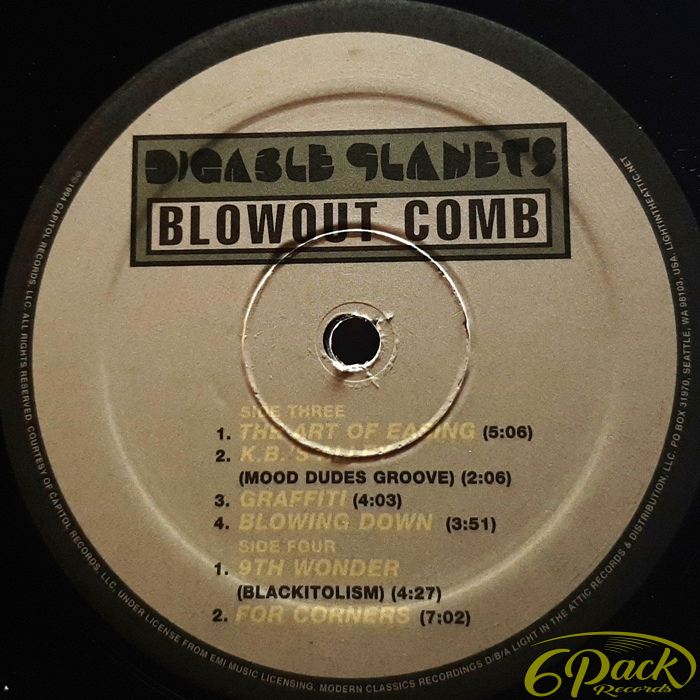 DIGABLE PLANETS
BLOWOUT COMB
SIDE THREE
1. THE ART OF EASING (5:06)
2. K.B.'S ALLEY
(MOOD DUDES GROOVE) (2:06)
3. GRAFFITI (4:03)
4. BLOWING DOWN (3:51)
SIDE FOUR
1. 9TH WONDER
(BLACKITOLISM) (4:27)
2. FOR CORNERS (7:02)
℗©1994 CAPITOL RECORDS, LLC. ALL RIGHTS RESERVED. COURTESY OF CAPITOL RECORDS, LLC. UNDER LICENSE FROM EMI MUSIC LICENSING. MODERN CLASSICS RECORDINGS D/B/A LIGHT IN THE ATTIC RECORDS & DISTRIBUTION, LLC. PO BOX 31970, SEATTLE, WA 98103, USA. LIGHTINTHEATTIC.NET
6Pack
Records